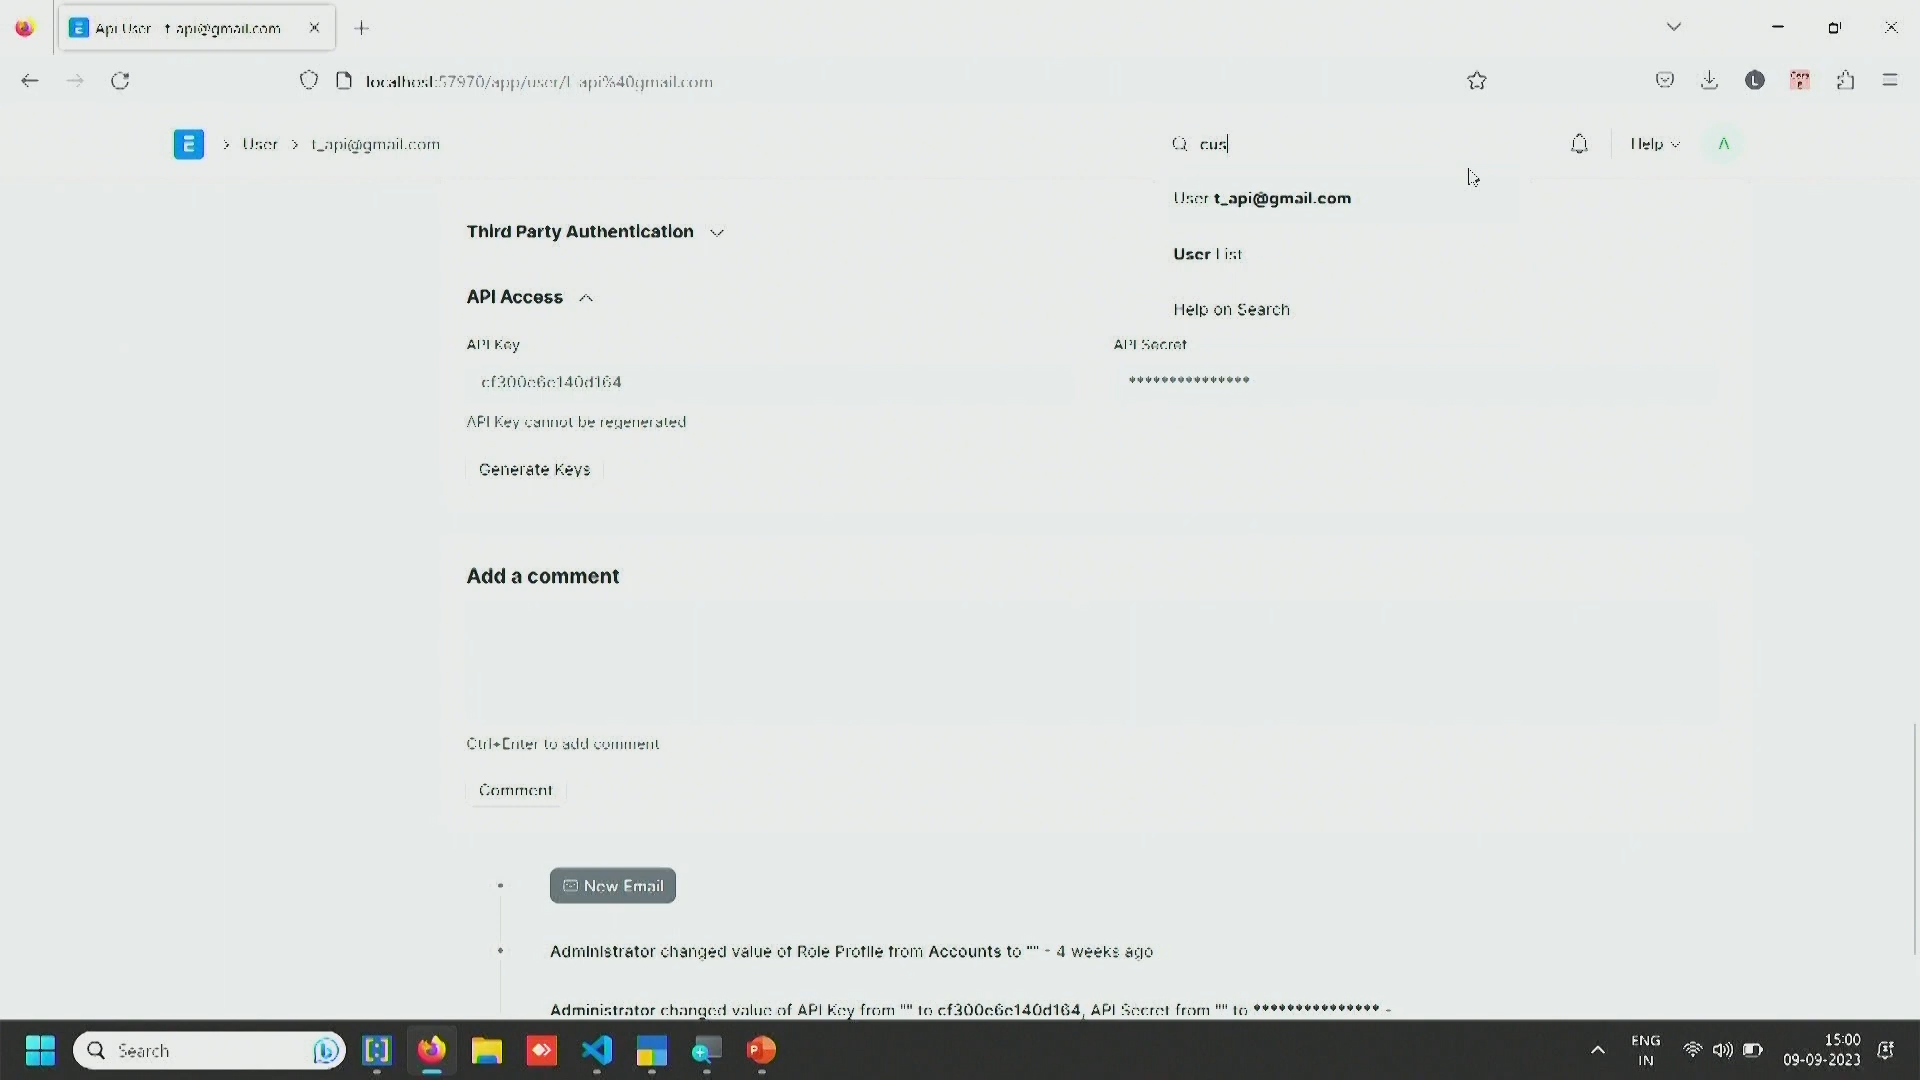 Api User - t_api@gmail.com
localhost:57970/app/user/t_api%40gmail.com
E > User > t_api@gmail.com
cus
Help
A
User t_api@gmail.com
User List
Help on Search
Third Party Authentication
API Access
API Key
API Secret
cf300e6e140d164
***************
API Key cannot be regenerated
Generate Keys
Add a comment
Ctrl+Enter to add comment
Comment
New Email
Administrator changed value of Role Profile from Accounts to "" - 4 weeks ago
Administrator changed value of API Key from "" to cf300e6e140d164, API Secret from "" to *************** -
Search
ENG
IN
15:00
09-09-2023